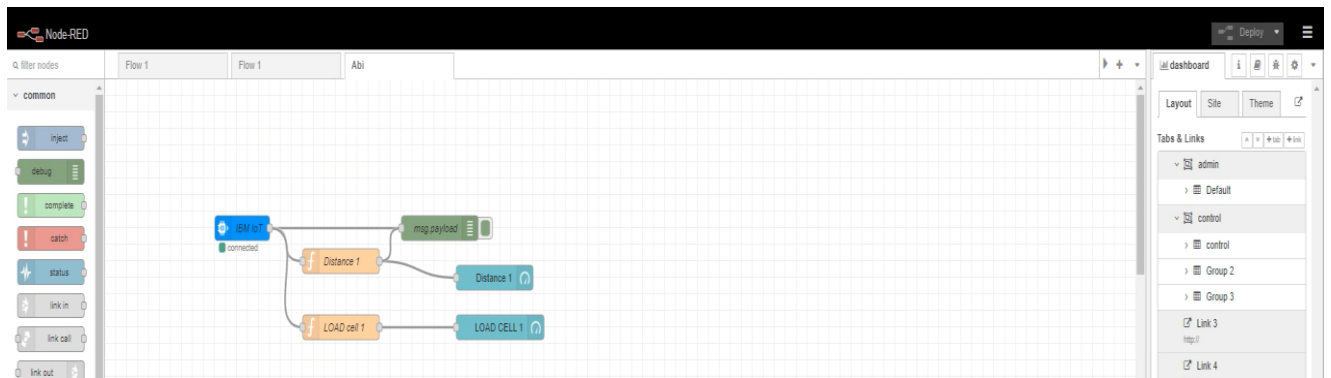 Node-RED
Deploy
filter nodes
Flow 1
Flow 1
Abi
dashboard
i
common
Layout
Site
Theme
inject
Tabs & Links
+tab
+link
debug
admin
Default
complete
control
IBM IoT
msg.payload
catch
connected
control
Distance 1
status
Distance 1
Group 2
link in
Group 3
LOAD cell 1
LOAD CELL 1
link call
Link 3
http://
link out
Link 4